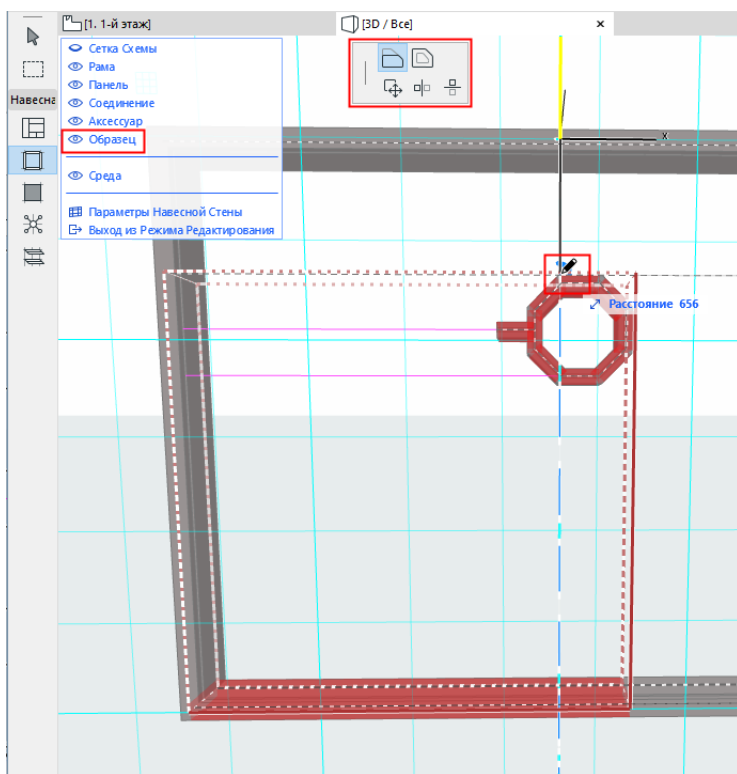 [1. 1-й этаж]
[3D / Все]
Сетка Схемы
Рама
Панель
Навесна
Соединение
Аксессуар
Образец
x
Среда
Параметры Навесной Стены
Выход из Режима Редактирования
Расстояние 656